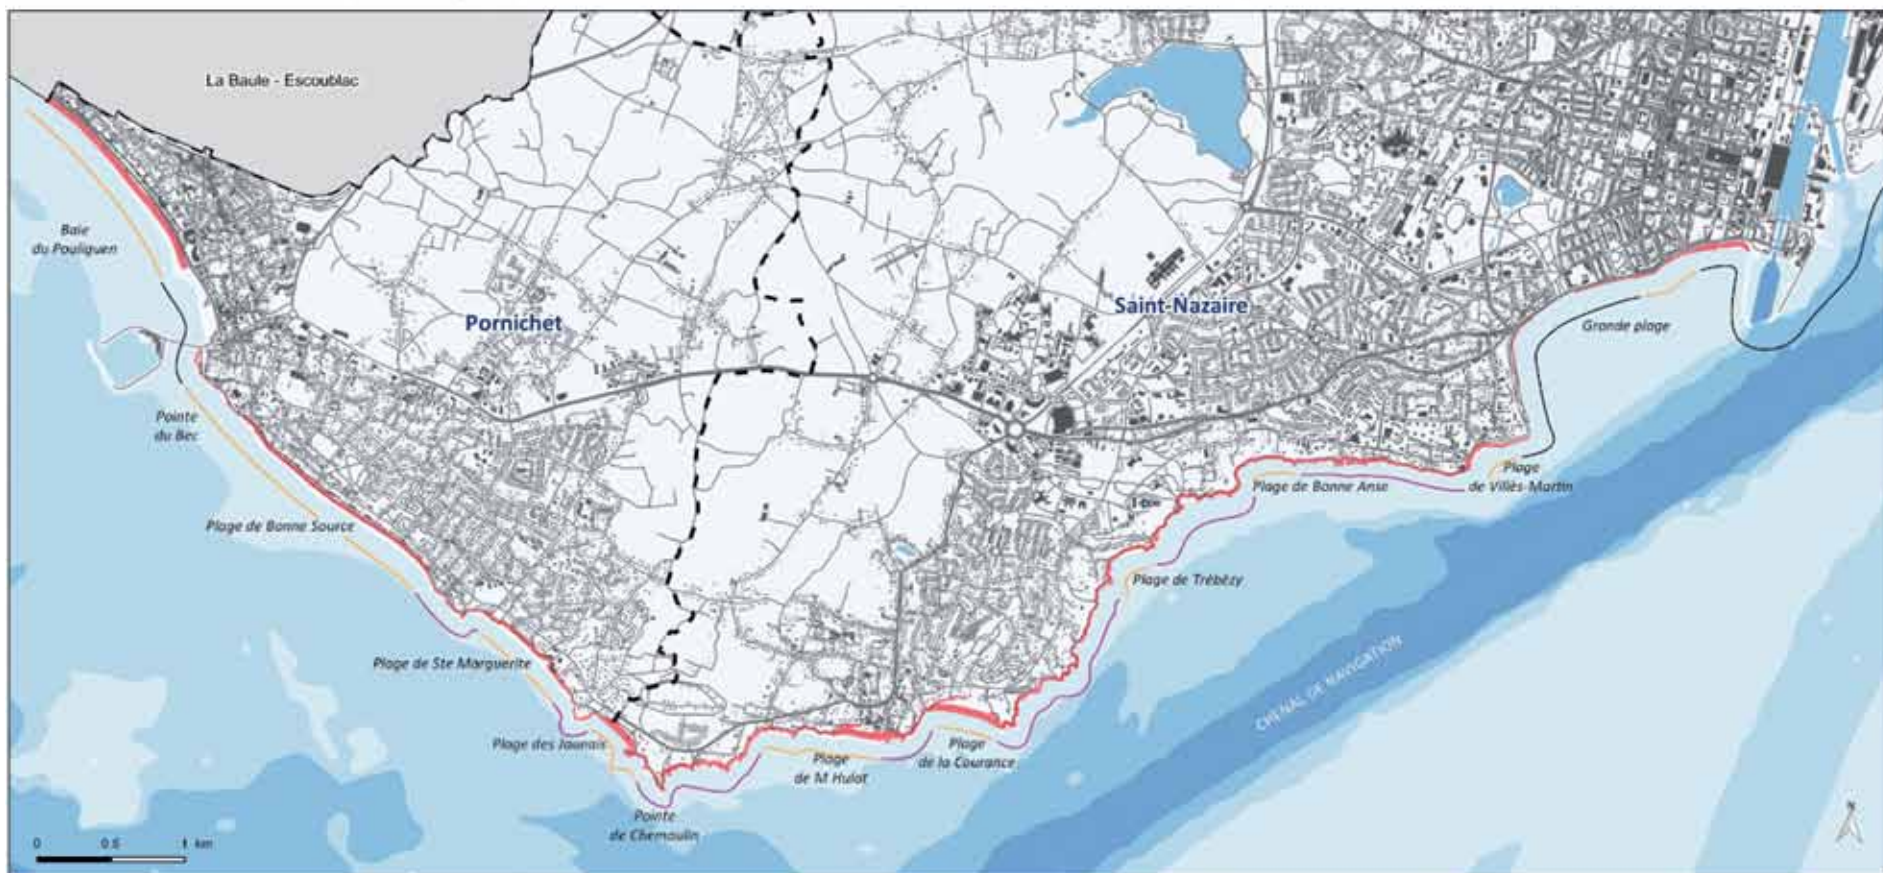 La Baule - Escoublac
Baie
du Pouliguen
Pornichet
Saint-Nazaire
Grande plage
Pointe
du Bec
Plage
de Villès-Martin
Plage de Bonne Anse
Plage de Bonne Source
Plage de Trébézy
CHENAL DE NAVIGATION
Plage de Ste Marguerite
Plage des Jaunais
Plage
de la Courance
Plage
de M Hulot
Pointe
de Chemoulin
0 0.5 1 km
N